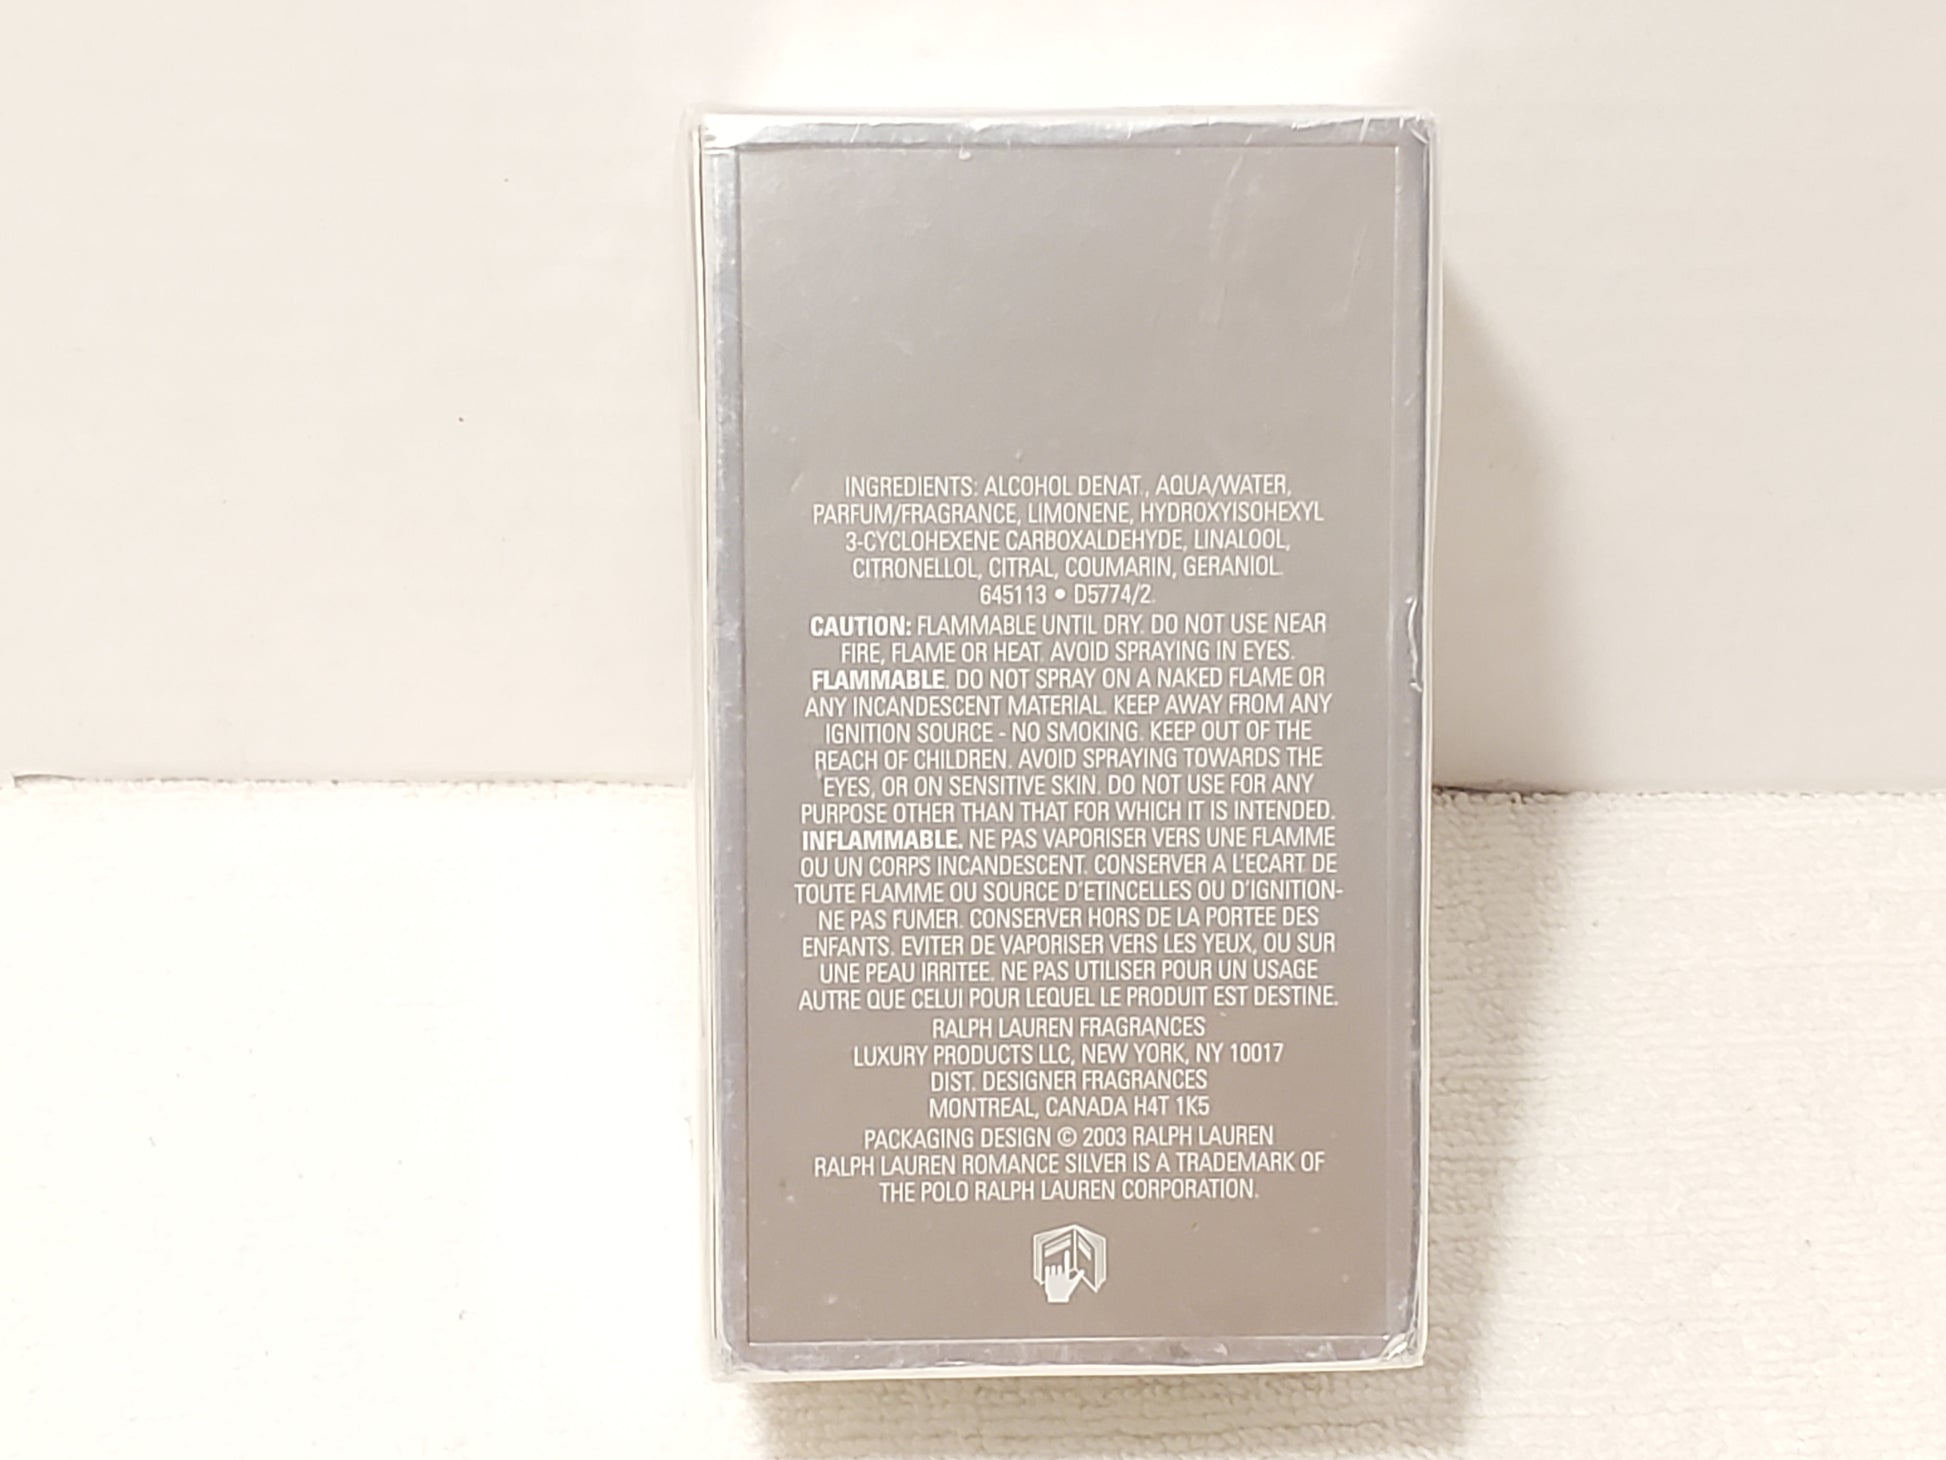 INGREDIENTS: ALCOHOL DENAT., AQUA/WATER,
PARFUM/FRAGRANCE, LIMONENE, HYDROXYISOHEXYL
3-CYCLOHEXENE CARBOXALDEHYDE, LINALOOL,
CITRONELLOL, CITRAL, COUMARIN, GERANIOL.
645113 • D5774/2.
CAUTION: FLAMMABLE UNTIL DRY. DO NOT USE NEAR
FIRE, FLAME OR HEAT. AVOID SPRAYING IN EYES.
FLAMMABLE. DO NOT SPRAY ON A NAKED FLAME OR
ANY INCANDESCENT MATERIAL. KEEP AWAY FROM ANY
IGNITION SOURCE - NO SMOKING. KEEP OUT OF THE
REACH OF CHILDREN. AVOID SPRAYING TOWARDS THE
EYES, OR ON SENSITIVE SKIN. DO NOT USE FOR ANY
PURPOSE OTHER THAN THAT FOR WHICH IT IS INTENDED.
INFLAMMABLE. NE PAS VAPORISER VERS UNE FLAMME
OU UN CORPS INCANDESCENT. CONSERVER A L'ECART DE
TOUTE FLAMME OU SOURCE D'ETINCELLES OU D'IGNITION-
NE PAS FUMER. CONSERVER HORS DE LA PORTEE DES
ENFANTS. EVITER DE VAPORISER VERS LES YEUX, OU SUR
UNE PEAU IRRITEE. NE PAS UTILISER POUR UN USAGE
AUTRE QUE CELUI POUR LEQUEL LE PRODUIT EST DESTINE.
RALPH LAUREN FRAGRANCES
LUXURY PRODUCTS LLC, NEW YORK, NY 10017
DIST. DESIGNER FRAGRANCES
MONTREAL, CANADA H4T 1K5
PACKAGING DESIGN © 2003 RALPH LAUREN
RALPH LAUREN ROMANCE SILVER IS A TRADEMARK OF
THE POLO RALPH LAUREN CORPORATION.